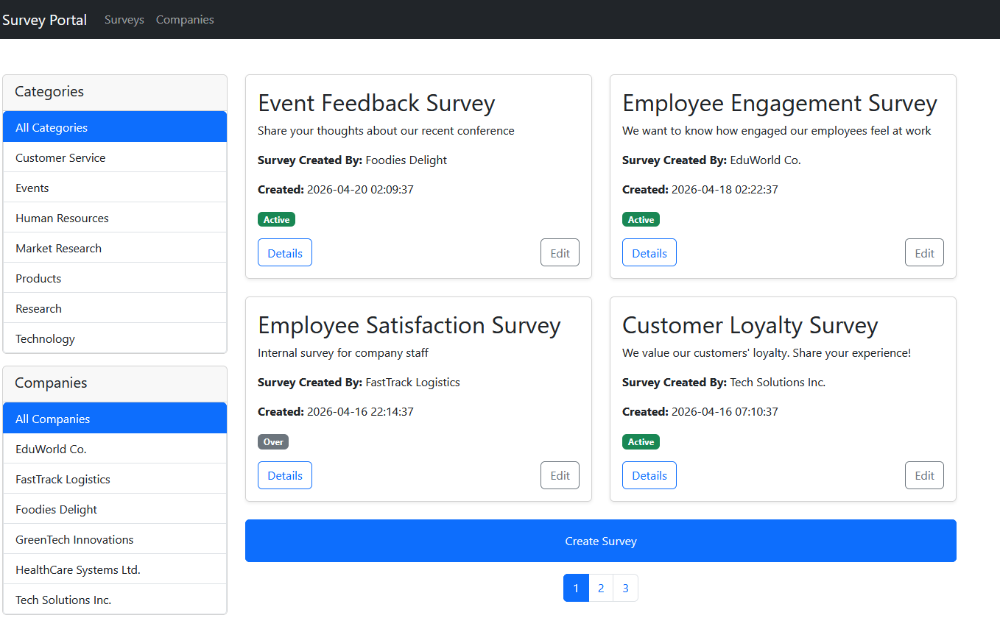 Survey Portal Surveys Companies
Categories
All Categories
Customer Service
Events
Human Resources
Market Research
Products
Research
Technology
Companies
All Companies
EduWorld Co.
FastTrack Logistics
Foodies Delight
GreenTech Innovations
HealthCare Systems Ltd.
Tech Solutions Inc.
Event Feedback Survey
Share your thoughts about our recent conference
Survey Created By: Foodies Delight
Created: 2026-04-20 02:09:37
Active
Details Edit
Employee Engagement Survey
We want to know how engaged our employees feel at work
Survey Created By: EduWorld Co.
Created: 2026-04-18 02:22:37
Active
Details Edit
Employee Satisfaction Survey
Internal survey for company staff
Survey Created By: FastTrack Logistics
Created: 2026-04-16 22:14:37
Over
Details Edit
Customer Loyalty Survey
We value our customers' loyalty. Share your experience!
Survey Created By: Tech Solutions Inc.
Created: 2026-04-16 07:10:37
Active
Details Edit
Create Survey
1 2 3